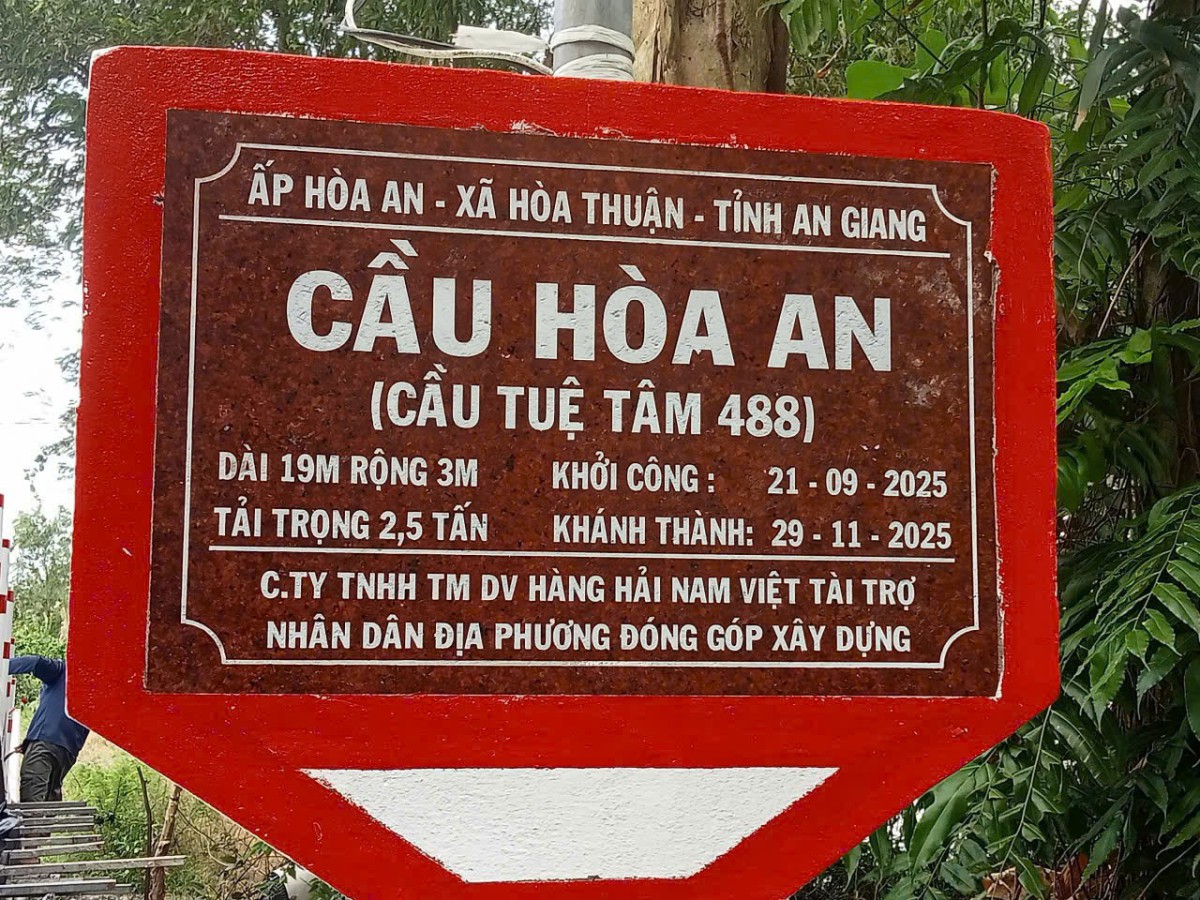 ẤP HÒA AN - XÃ HÒA THUẬN - TỈNH AN GIANG
CẦU HÒA AN
(CẦU TUỆ TÂM 488)
DÀI 19M RỘNG 3M KHỞI CÔNG : 21 - 09 - 2025
TẢI TRỌNG 2,5 TẤN KHÁNH THÀNH: 29 - 11 - 2025
C.TY TNHH TM DV HÀNG HẢI NAM VIỆT TÀI TRỢ
NHÂN DÂN ĐỊA PHƯƠNG ĐÓNG GÓP XÂY DỰNG